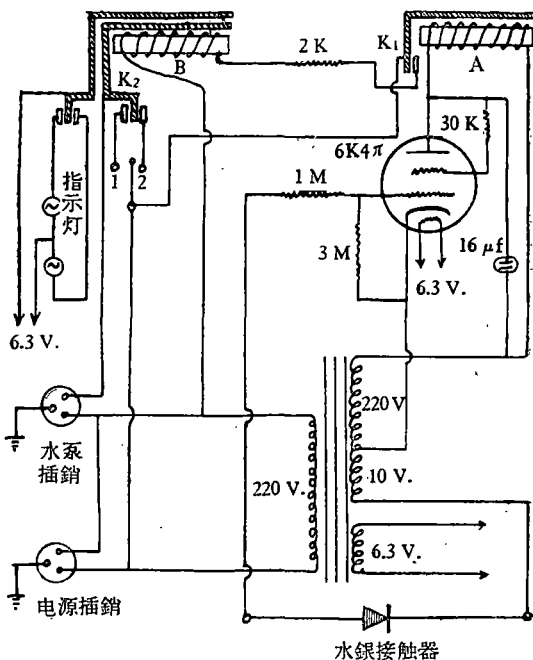 K₁
2 K
K₂
B
A
30 K
6K4π
1 2
1 M
指示灯
3 M
16 μf
6.3 V.
6.3 V.
220 V
水泵
插銷
220 V.
10 V.
6.3 V.
电源插銷
水銀接触器